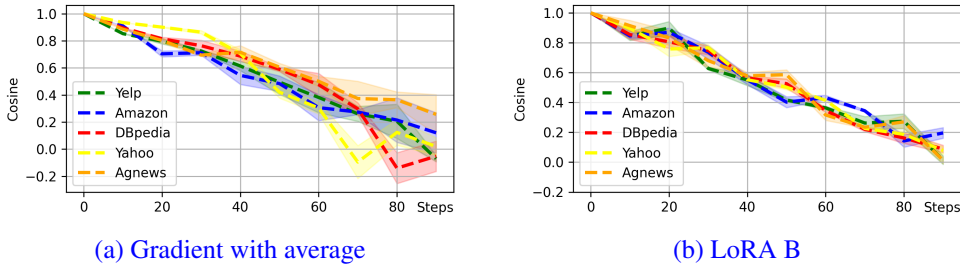 1.0
0.8
0.6
0.4
0.2
0.0
−0.2
Cosine
Yelp
Amazon
DBpedia
Yahoo
Agnews
0 20 40 60 80 Steps
(a) Gradient with average
1.0
0.8
0.6
0.4
0.2
0.0
−0.2
Cosine
Yelp
Amazon
DBpedia
Yahoo
Agnews
0 20 40 60 80 Steps
(b) LoRA B